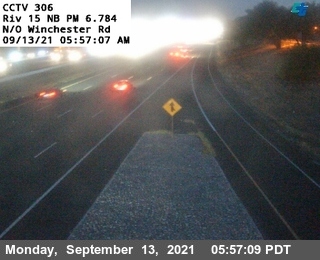 CCTV 306
Riv 15 NB PM 6.784
N/O Winchester Rd
09/13/21 05:57:07 AM
Monday, September 13, 2021 05:57:09 PDT